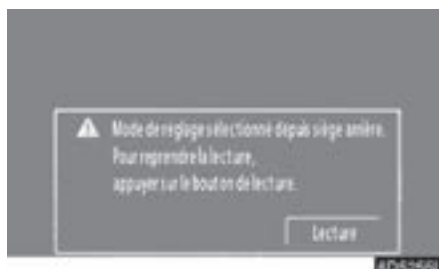 Mode de réglage sélectionné depuis siège arrière.
Pour reprendre la lecture,
appuyer sur le bouton de lecture.
Lecture